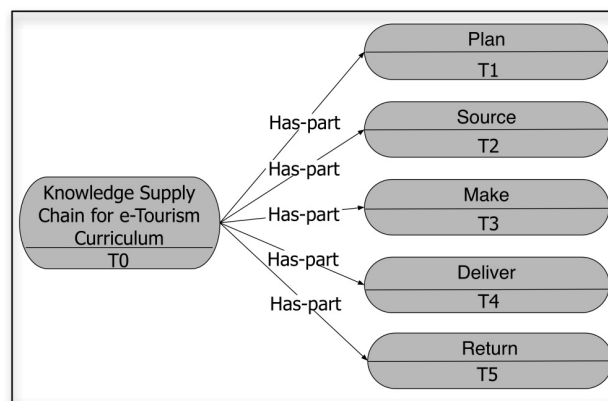 Plan
T1
Has-part
Source
T2
Has-part
Knowledge Supply
Chain for e-Tourism
Curriculum
T0
Make
Has-part
T3
Has-part
Deliver
T4
Has-part
Return
T5